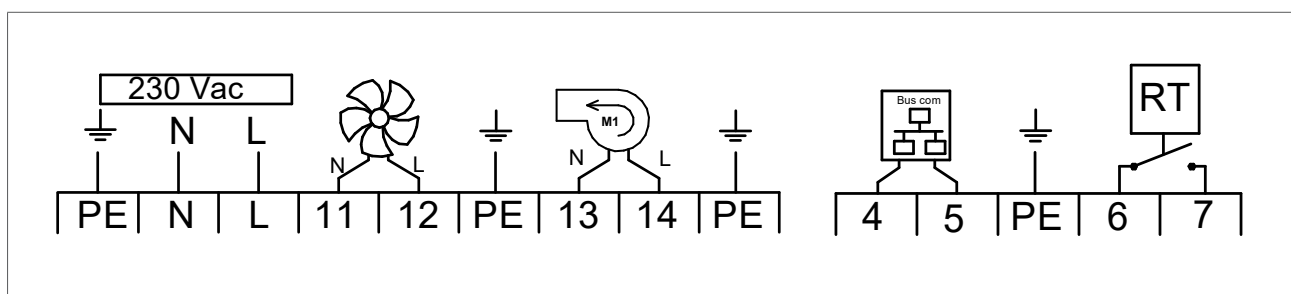 230 Vac
Bus com
RT
N L
M1
N L
N L
PE N L 11 12 PE 13 14 PE
4 5 PE 6 7